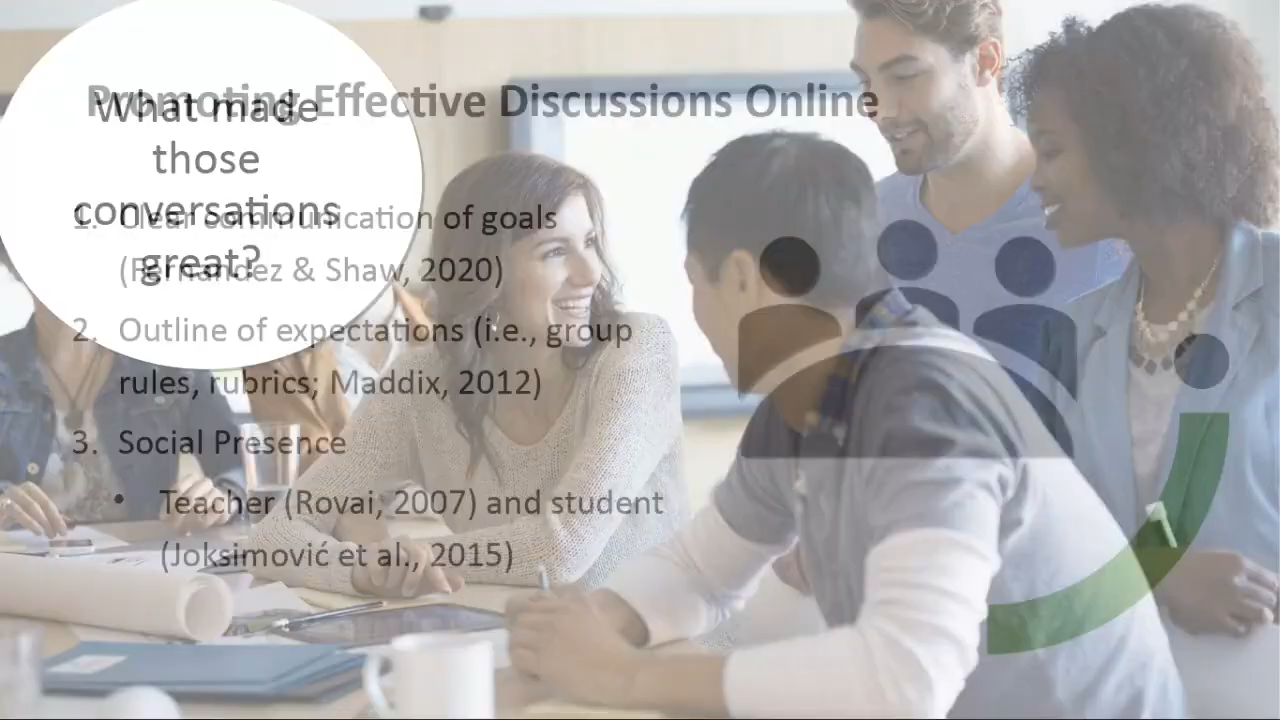 Promoting Effective Discussions Online
What made
those
conversations
great?
1. Clear communication of goals
(Fernandez & Shaw, 2020)
2. Outline of expectations (i.e., group
rules, rubrics; Maddix, 2012)
3. Social Presence
• Teacher (Rovai, 2007) and student
(Joksimović et al., 2015)